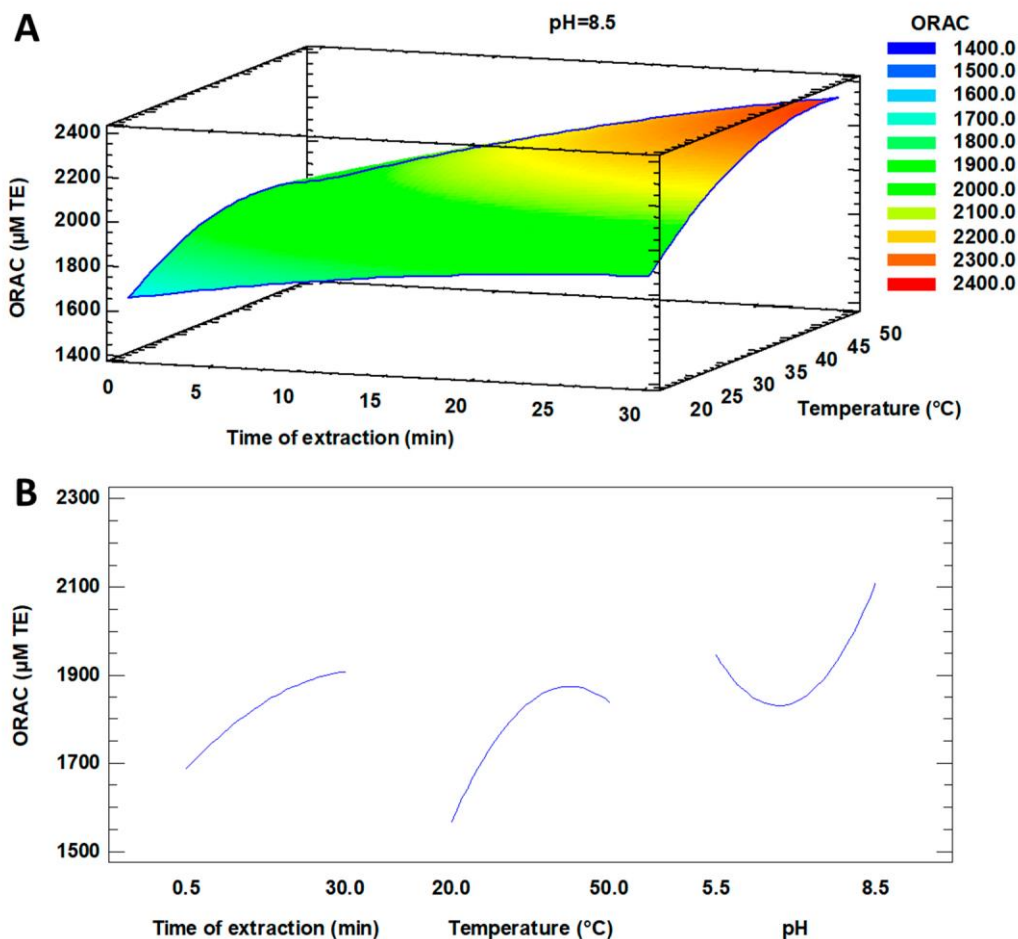 A
pH=8.5
ORAC
1400.0
1500.0
1600.0
1700.0
1800.0
1900.0
2000.0
2100.0
2200.0
2300.0
2400.0
ORAC (µM TE)
2400
2200
2000
1800
1600
1400
0 5 10 15 20 25 30
Time of extraction (min)
20 25 30 35 40 45 50
Temperature (°C)
B
ORAC (µM TE)
2300
2100
1900
1700
1500
0.5 30.0 20.0 50.0 5.5 8.5
Time of extraction (min) Temperature (°C) pH